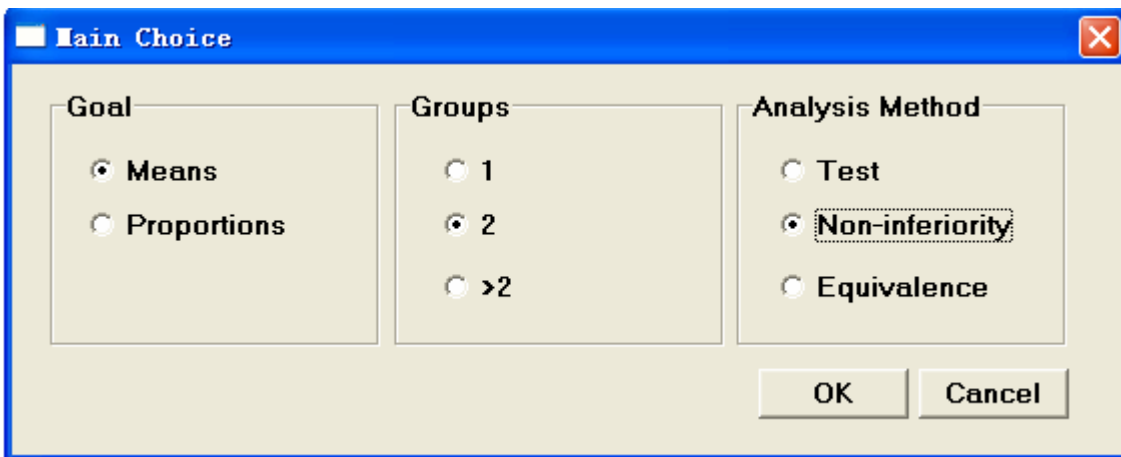 Main Choice
Goal Groups Analysis Method
Means 1 Test
Proportions 2 Non-inferiority
>2 Equivalence
OK Cancel